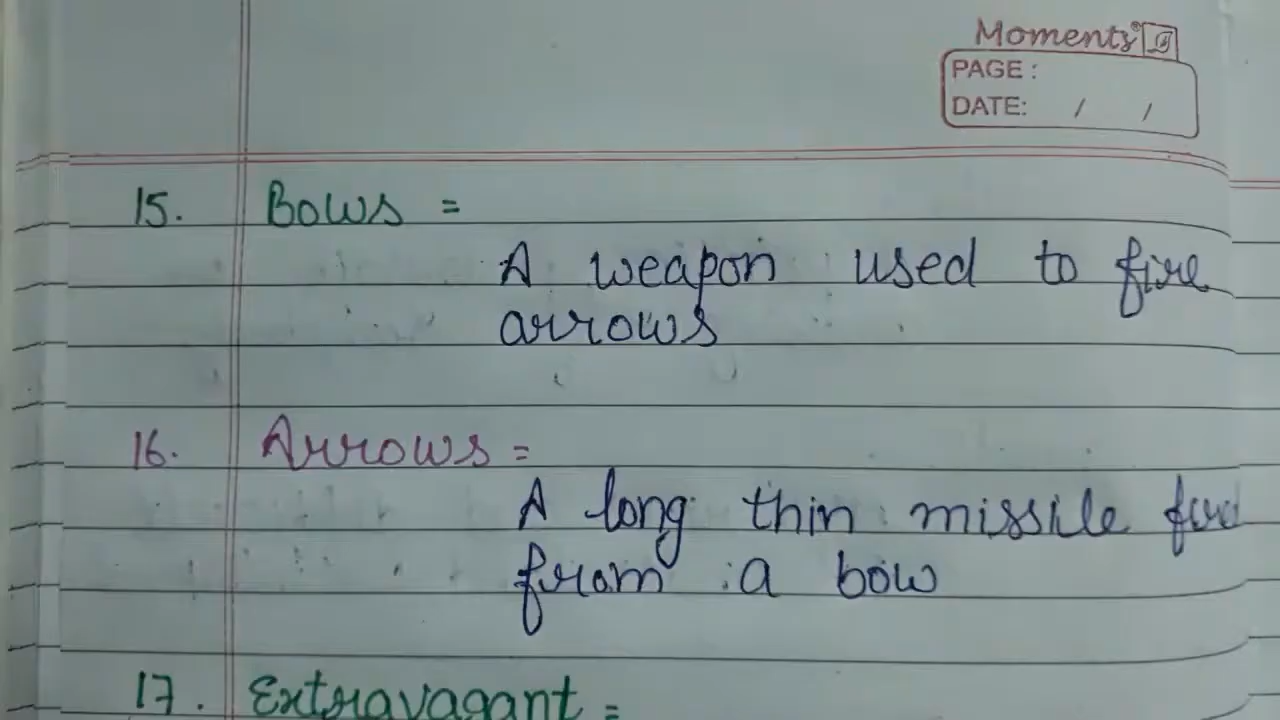 Moments
PAGE:
DATE: / /
15. Bows =
A weapon used to fire
arrows
16. Arrows =
A long thin missile
from a bow
17. Extravagant =